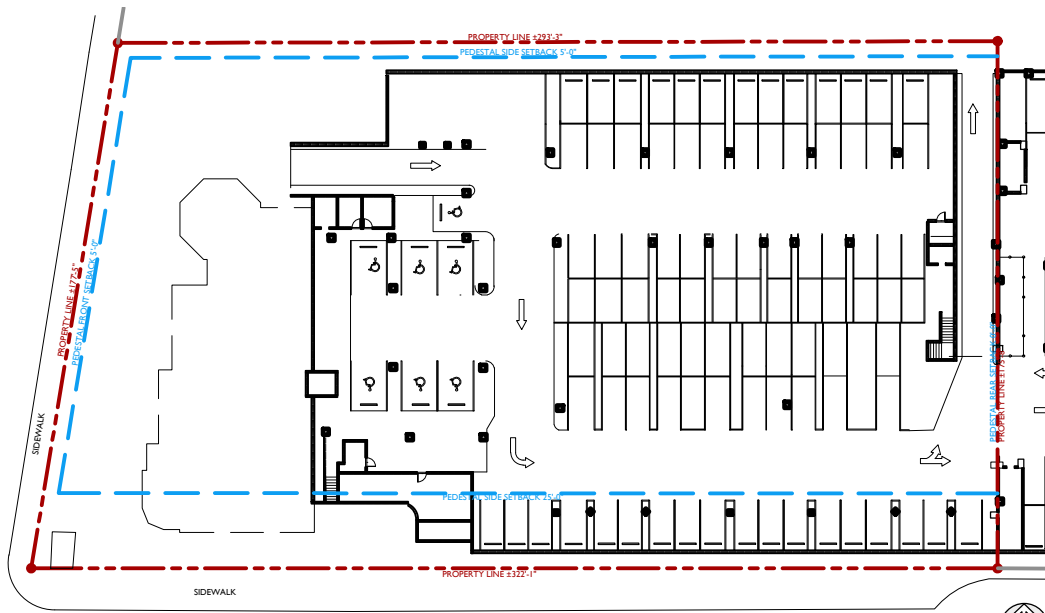 PROPERTY LINE ±293'-3"
PEDESTAL SIDE SETBACK 5'-0"
PROPERTY LINE ±177'-5"
PEDESTAL FRONT SETBACK 5'-0"
SIDEWALK
PEDESTAL REAR SETBACK
PROPERTY LINE
PEDESTAL SIDE SETBACK 25'-0"
PROPERTY LINE ±322'-1"
SIDEWALK